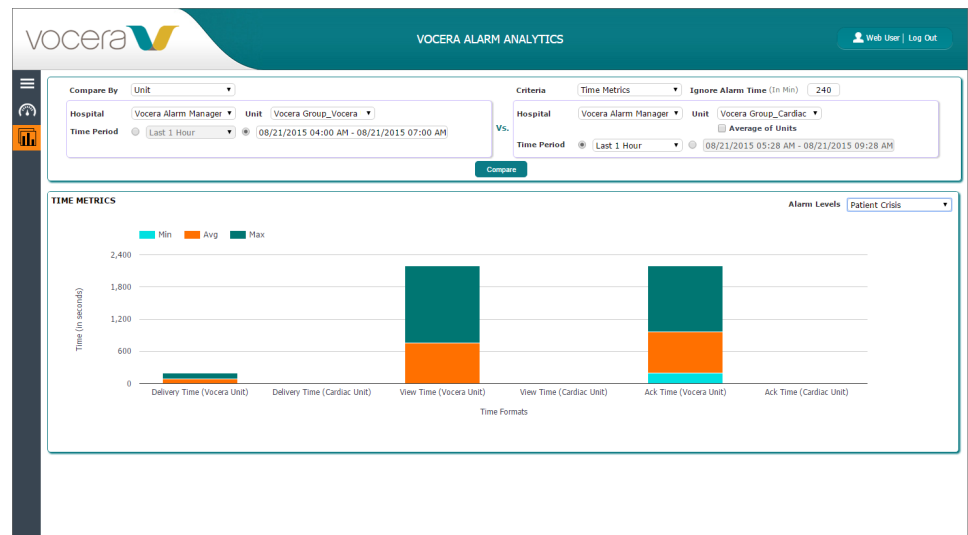 vocera
VOCERA ALARM ANALYTICS
Web User | Log Out
Compare By Unit
Criteria Time Metrics Ignore Alarm Time (In Min) 240
Hospital Vocera Alarm Manager Unit Vocera Group_Vocera
Time Period Last 1 Hour 08/21/2015 04:00 AM - 08/21/2015 07:00 AM
Vs.
Hospital Vocera Alarm Manager Unit Vocera Group_Cardiac
Average of Units
Time Period Last 1 Hour 08/21/2015 05:28 AM - 08/21/2015 09:28 AM
Compare
TIME METRICS
Alarm Levels Patient Crisis
Min Avg Max
2,400
1,800
1,200
600
0
Time (in seconds)
Delivery Time (Vocera Unit) Delivery Time (Cardiac Unit) View Time (Vocera Unit) View Time (Cardiac Unit) Ack Time (Vocera Unit) Ack Time (Cardiac Unit)
Time Formats